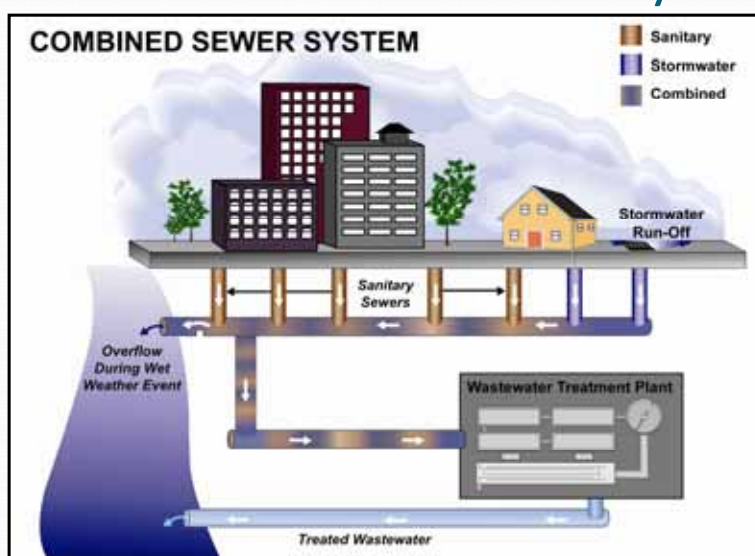 COMBINED SEWER SYSTEM
Sanitary
Stormwater
Combined
Stormwater
Run-Off
Sanitary
Sewers
Overflow
During Wet
Weather Event
Wastewater Treatment Plant
Treated Wastewater